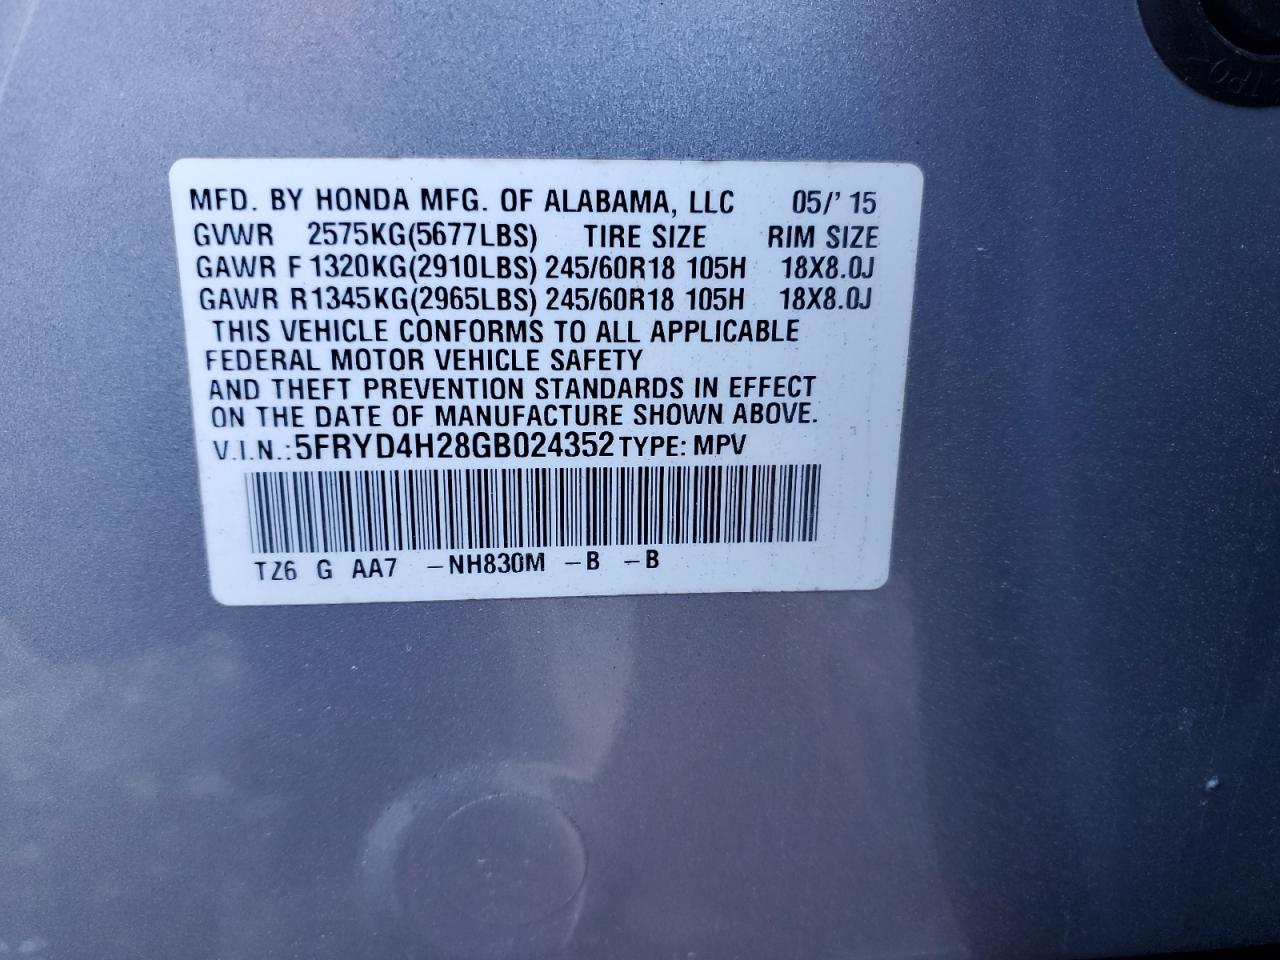 MFD. BY HONDA MFG. OF ALABAMA, LLC 05/'15
GVWR 2575KG(5677LBS) TIRE SIZE RIM SIZE
GAWR F 1320KG(2910LBS) 245/60R18 105H 18X8.0J
GAWR R 1345KG(2965LBS) 245/60R18 105H 18X8.0J
THIS VEHICLE CONFORMS TO ALL APPLICABLE
FEDERAL MOTOR VEHICLE SAFETY
AND THEFT PREVENTION STANDARDS IN EFFECT
ON THE DATE OF MANUFACTURE SHOWN ABOVE.
V.I.N.: 5FRYD4H28GB024352 TYPE: MPV
TZ6 G AA7 -NH830M -B -B